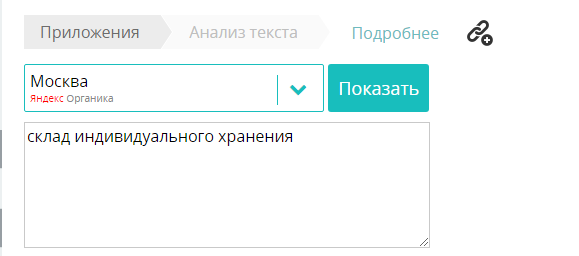 Приложения Анализ текста Подробнее
Москва
Яндекс Органика
Показать
склад индивидуального хранения